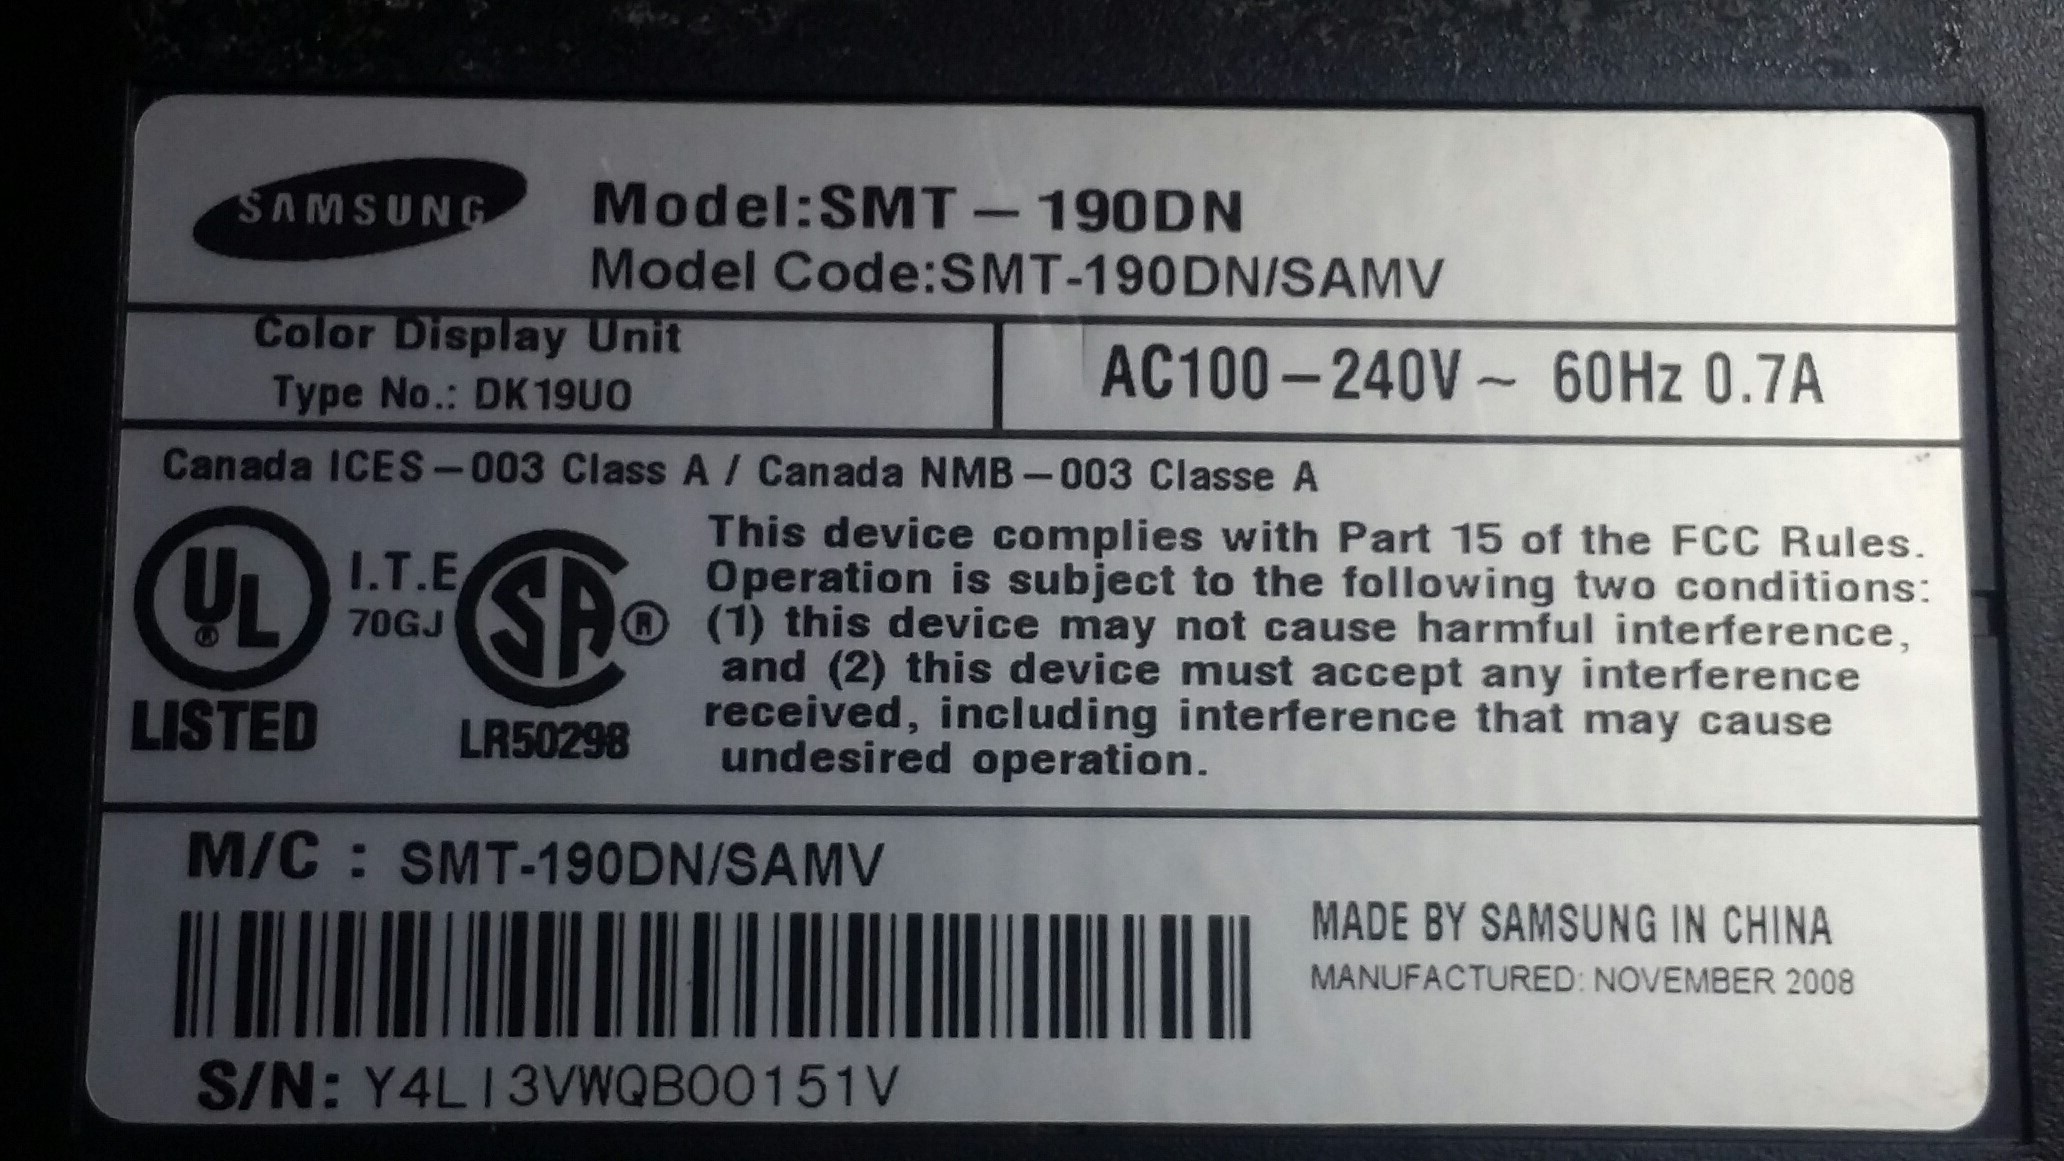 SAMSUNG
Model:SMT – 190DN
Model Code:SMT-190DN/SAMV
Color Display Unit
Type No.: DK19UO
AC100 – 240V ~ 60Hz 0.7A
Canada ICES – 003 Class A / Canada NMB – 003 Classe A
UL ®
LISTED
I.T.E
70GJ
SA ®
LR50298
This device complies with Part 15 of the FCC Rules.
Operation is subject to the following two conditions:
(1) this device may not cause harmful interference,
and (2) this device must accept any interference
received, including interference that may cause
undesired operation.
M/C : SMT-190DN/SAMV
MADE BY SAMSUNG IN CHINA
MANUFACTURED: NOVEMBER 2008
S/N: Y4LI3VWQB00151V